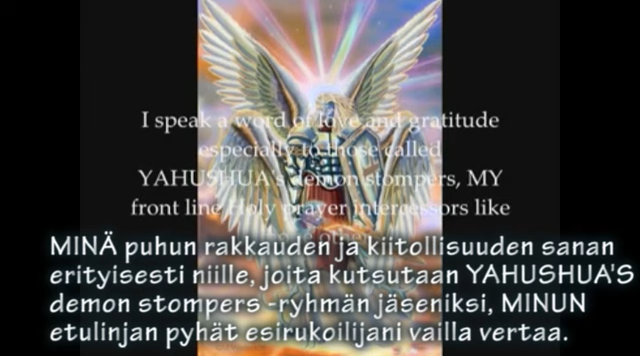 I speak a word of love and gratitude
especially to those called
YAHUSHUA's demon stompers, MY
front line Holy prayer intercessors like
no other.
MINÄ puhun rakkauden ja kiitollisuuden sanan
erityisesti niille, joita kutsutaan YAHUSHUA'S
demon stompers -ryhmän jäseniksi, MINUN
etulinjan pyhät esirukoilijani vailla vertaa.